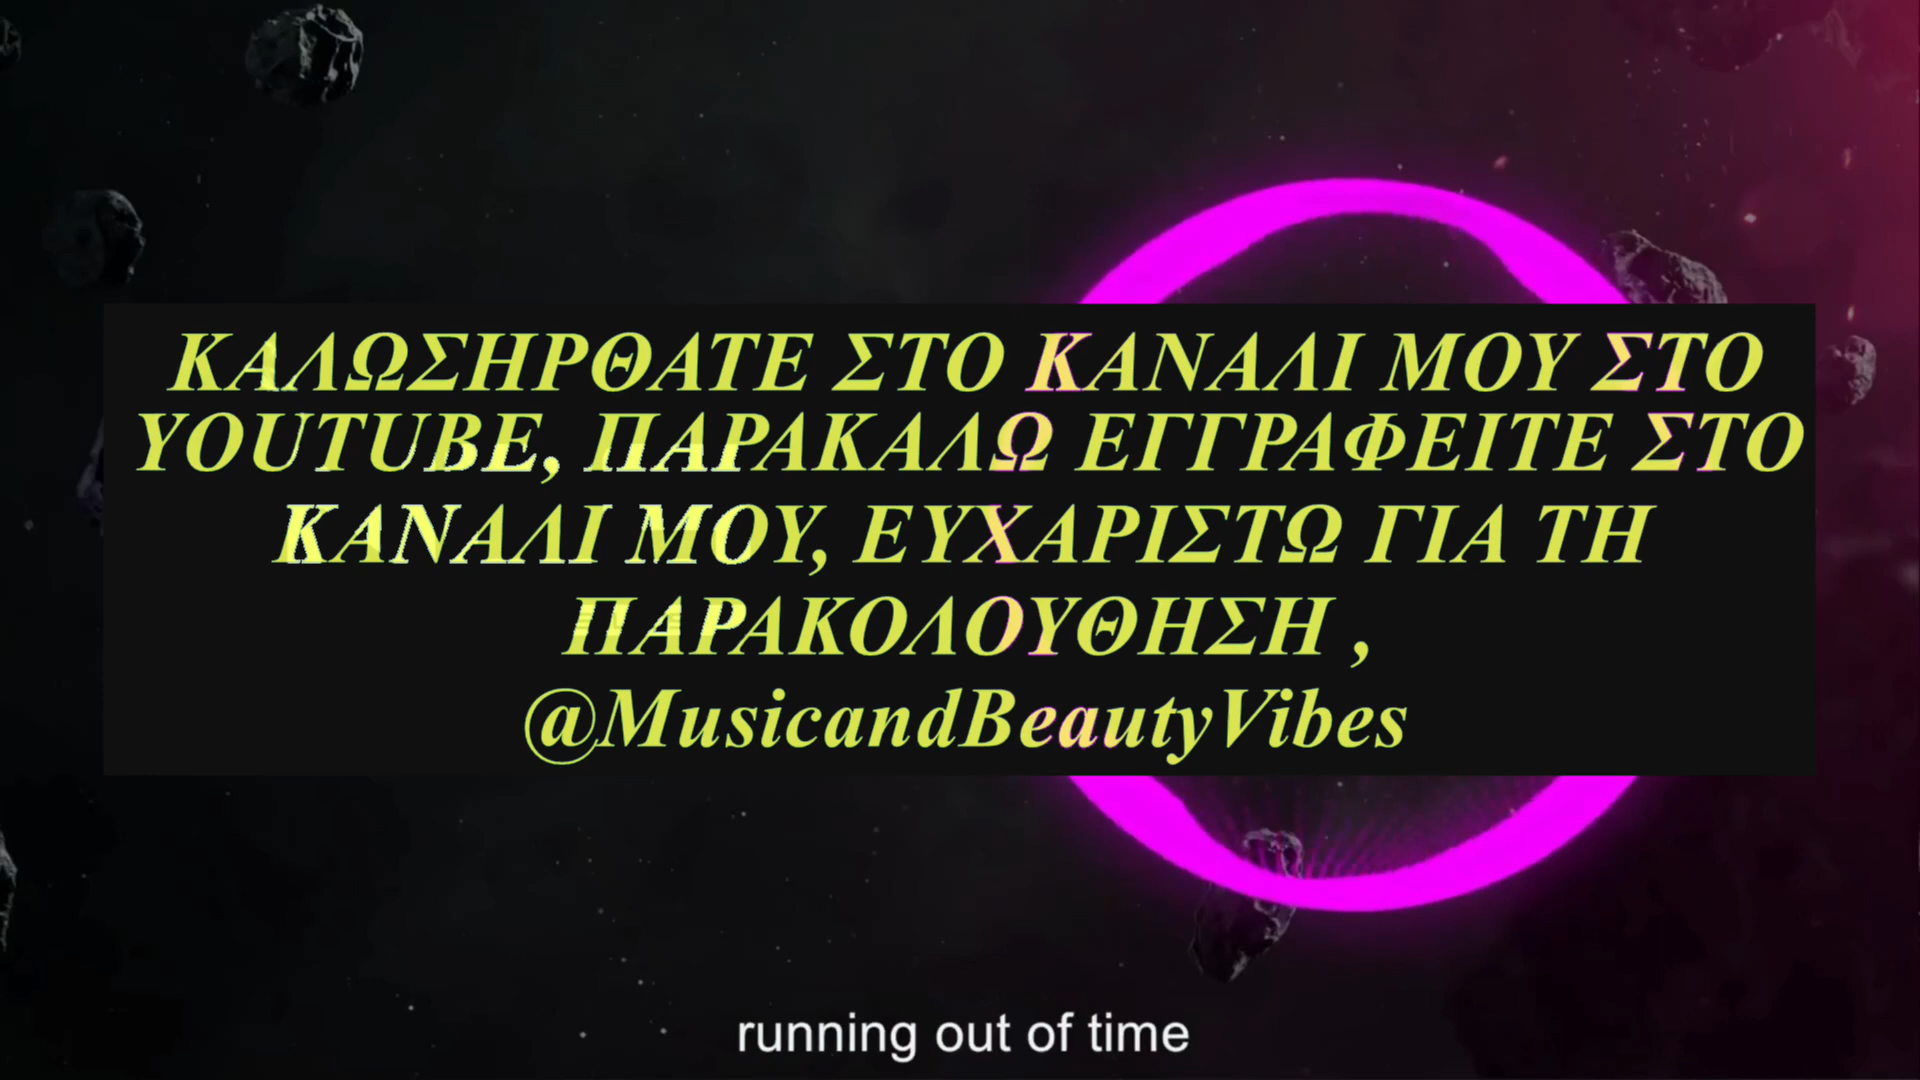 ΚΑΛΩΣΗΡΘΑΤΕ ΣΤΟ ΚΑΝΑΛΙ ΜΟΥ ΣΤΟ
YOUTUBE, ΠΑΡΑΚΑΛΩ ΕΓΓΡΑΦΕΙΤΕ ΣΤΟ
ΚΑΝΑΛΙ ΜΟΥ, ΕΥΧΑΡΙΣΤΩ ΓΙΑ ΤΗ
ΠΑΡΑΚΟΛΟΥΘΗΣΗ ,
@MusicandBeautyVibes
running out of time